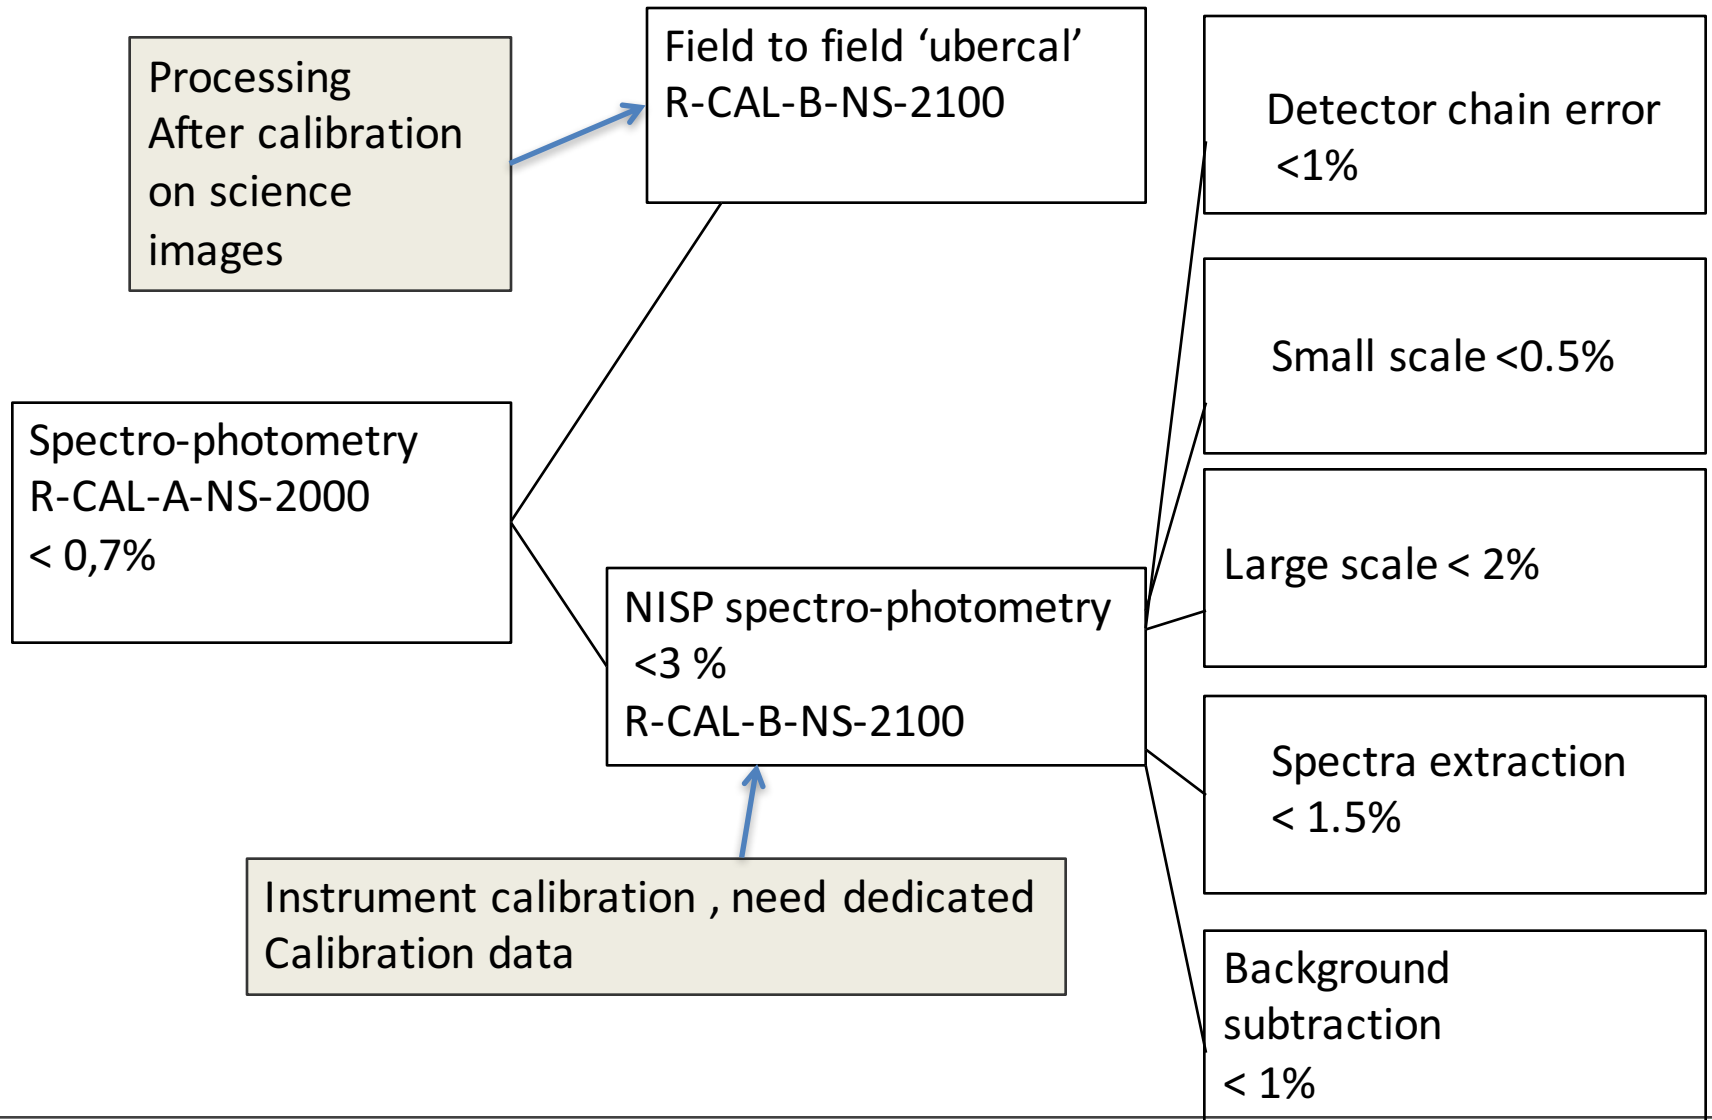 Processing
After calibration
on science
images
Field to field ‘ubercal’
R-CAL-B-NS-2100
Spectro-photometry
R-CAL-A-NS-2000
< 0,7%
NISP spectro-photometry
<3 %
R-CAL-B-NS-2100
Instrument calibration , need dedicated
Calibration data
Detector chain error
<1%
Small scale <0.5%
Large scale < 2%
Spectra extraction
< 1.5%
Background
subtraction
< 1%